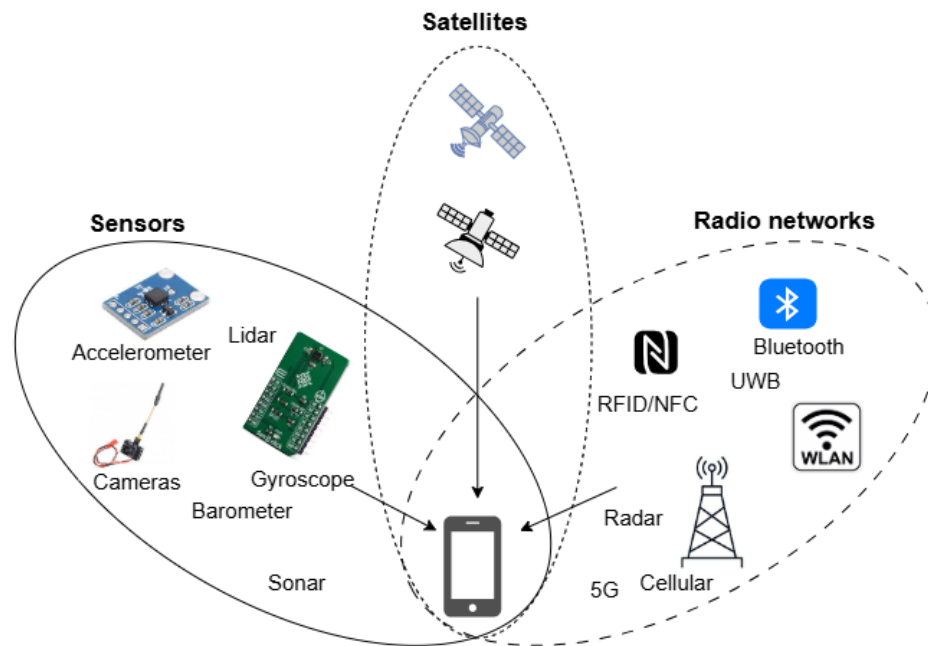 Satellites
Sensors
Radio networks
Accelerometer
Lidar
Bluetooth
UWB
RFID/NFC
WLAN
Cameras
Gyroscope
Barometer
Radar
Sonar
5G
Cellular